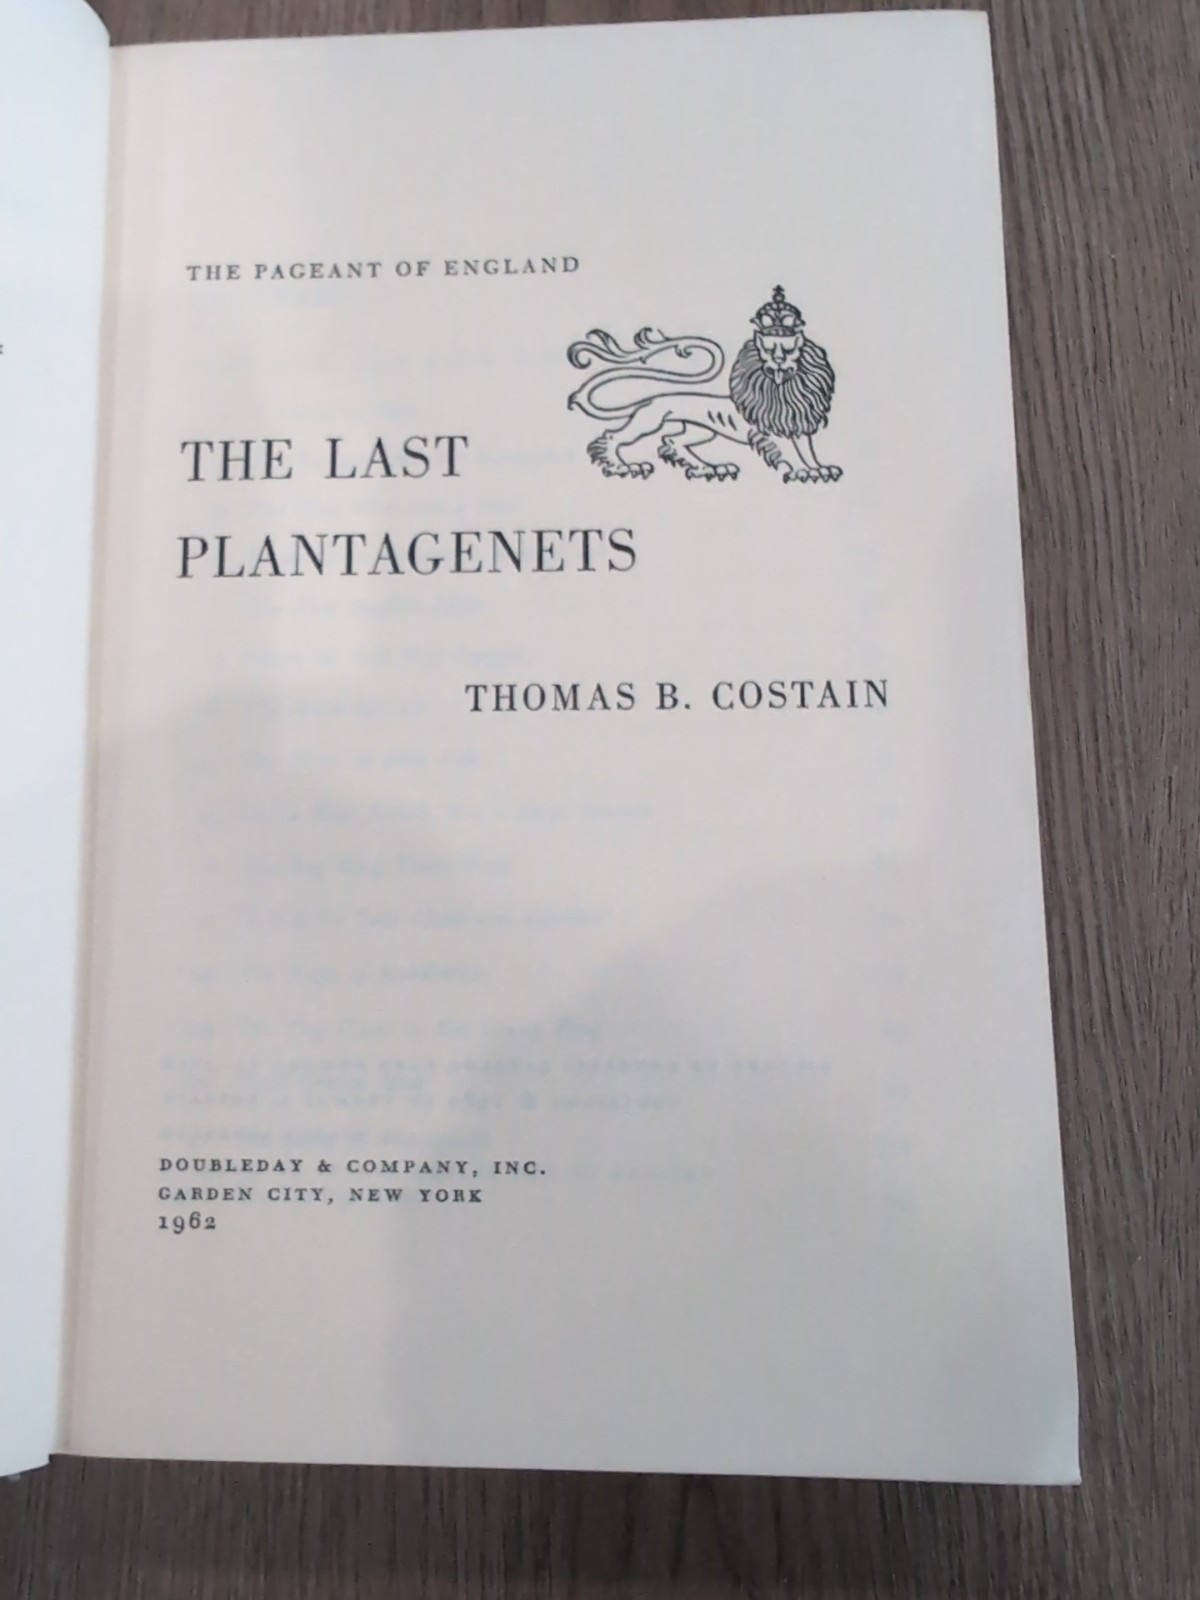 THE PAGEANT OF ENGLAND
THE LAST
PLANTAGENETS
THOMAS B. COSTAIN
DOUBLEDAY & COMPANY, INC.
GARDEN CITY, NEW YORK
1962